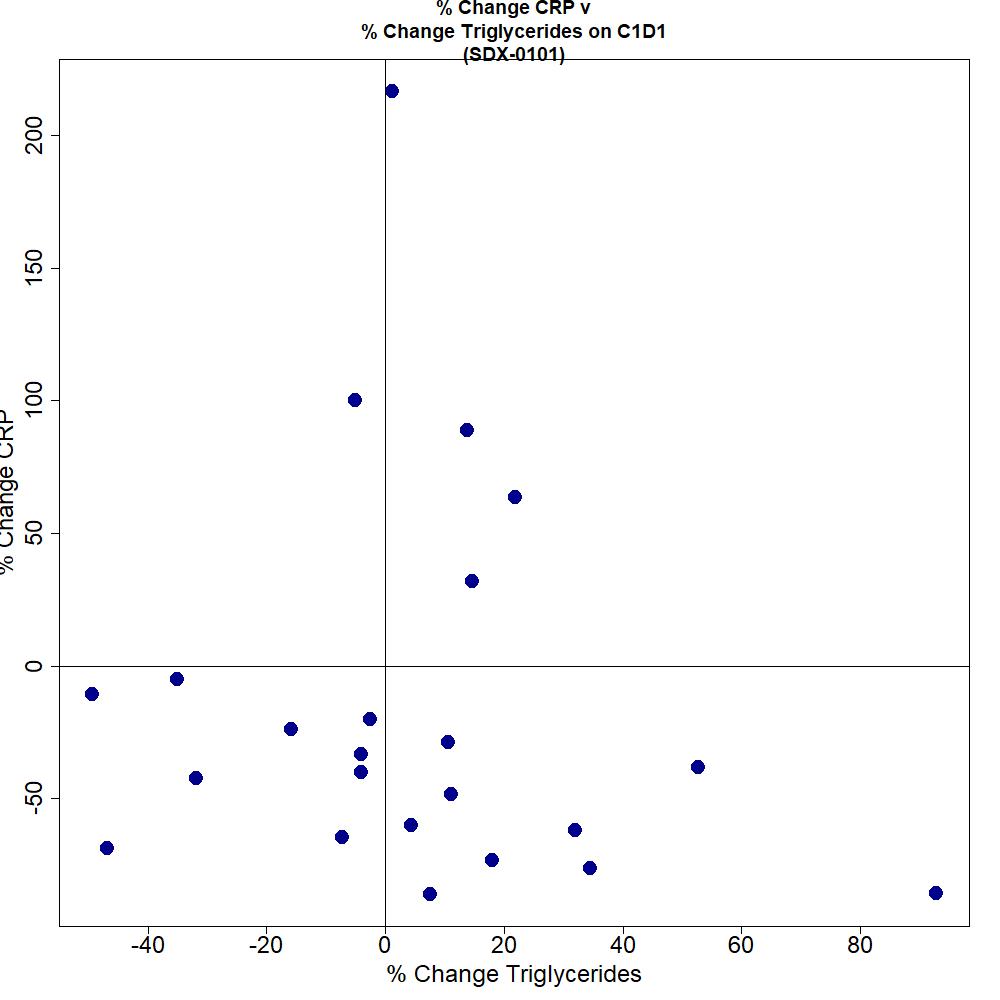 % Change CRP v
% Change Triglycerides on C1D1
(SDX-0101)
200
150
100
50
0
-50
% Change CRP
-40 -20 0 20 40 60 80
% Change Triglycerides